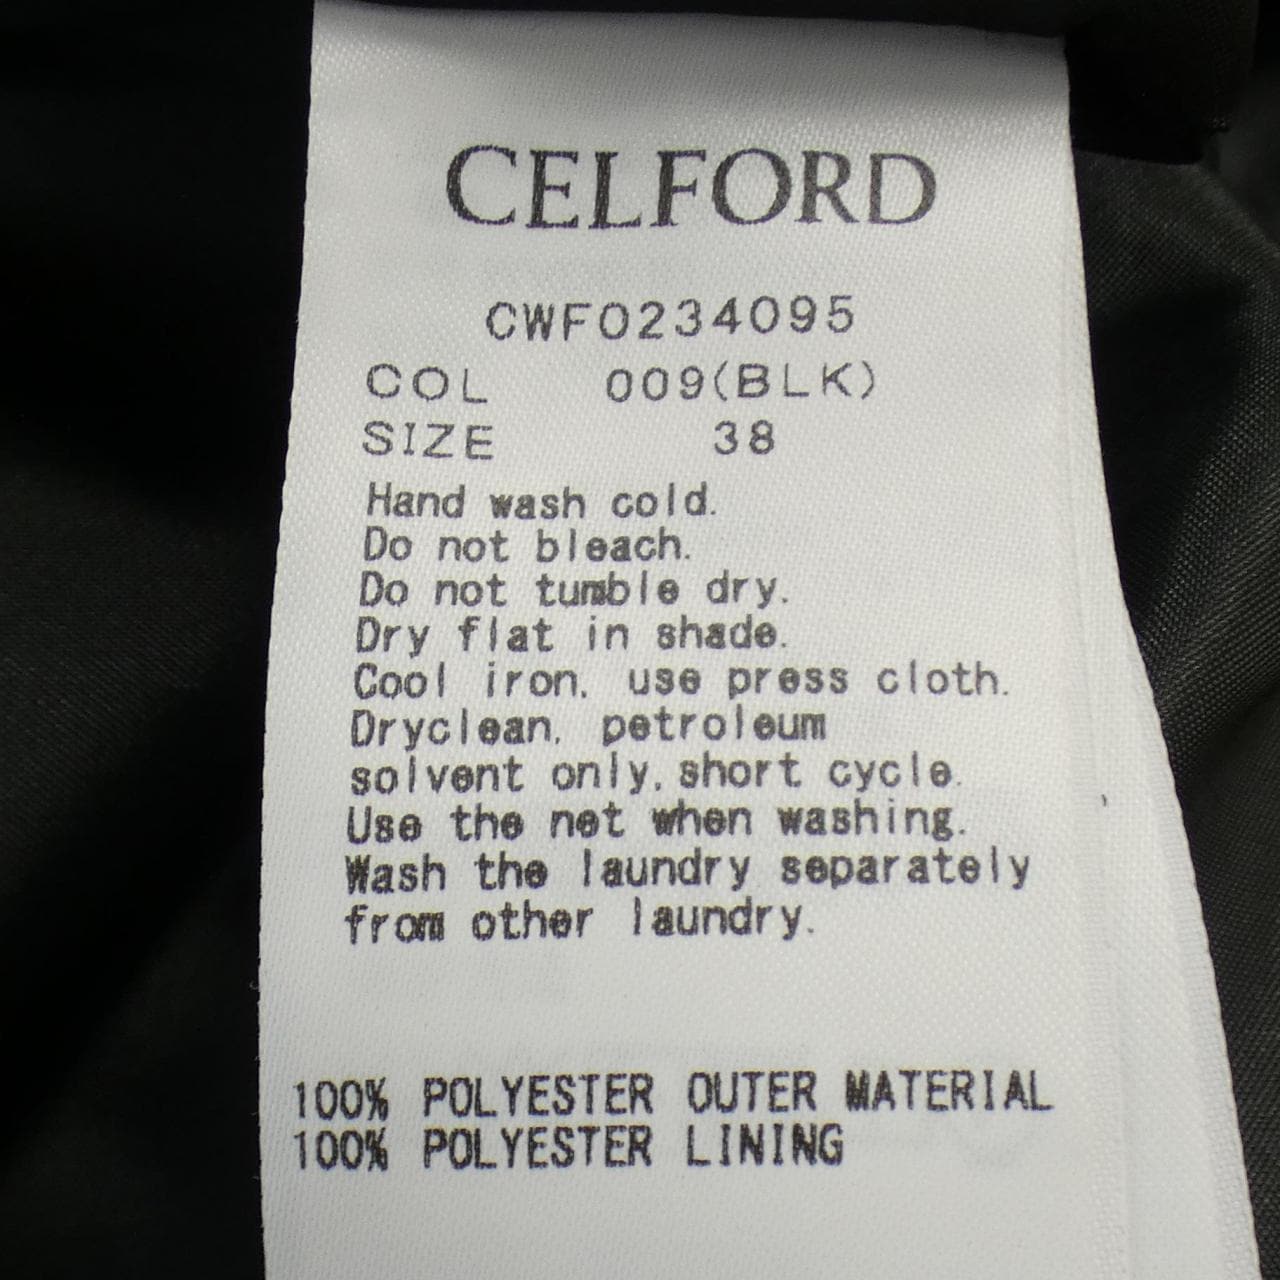 CELFORD
CWFO234095
COL 009(BLK)
SIZE 38
Hand wash cold.
Do not bleach.
Do not tumble dry.
Dry flat in shade.
Cool iron, use press cloth.
Dryclean, petroleum
solvent only, short cycle.
Use the net when washing.
Wash the laundry separately
from other laundry.
100% POLYESTER OUTER MATERIAL
100% POLYESTER LINING